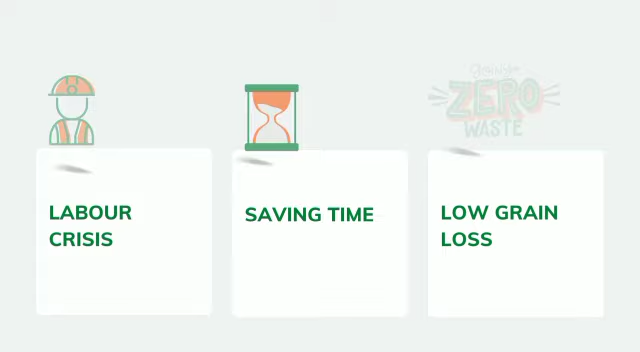 ZERO
WASTE
LABOUR
CRISIS
SAVING TIME
LOW GRAIN
LOSS